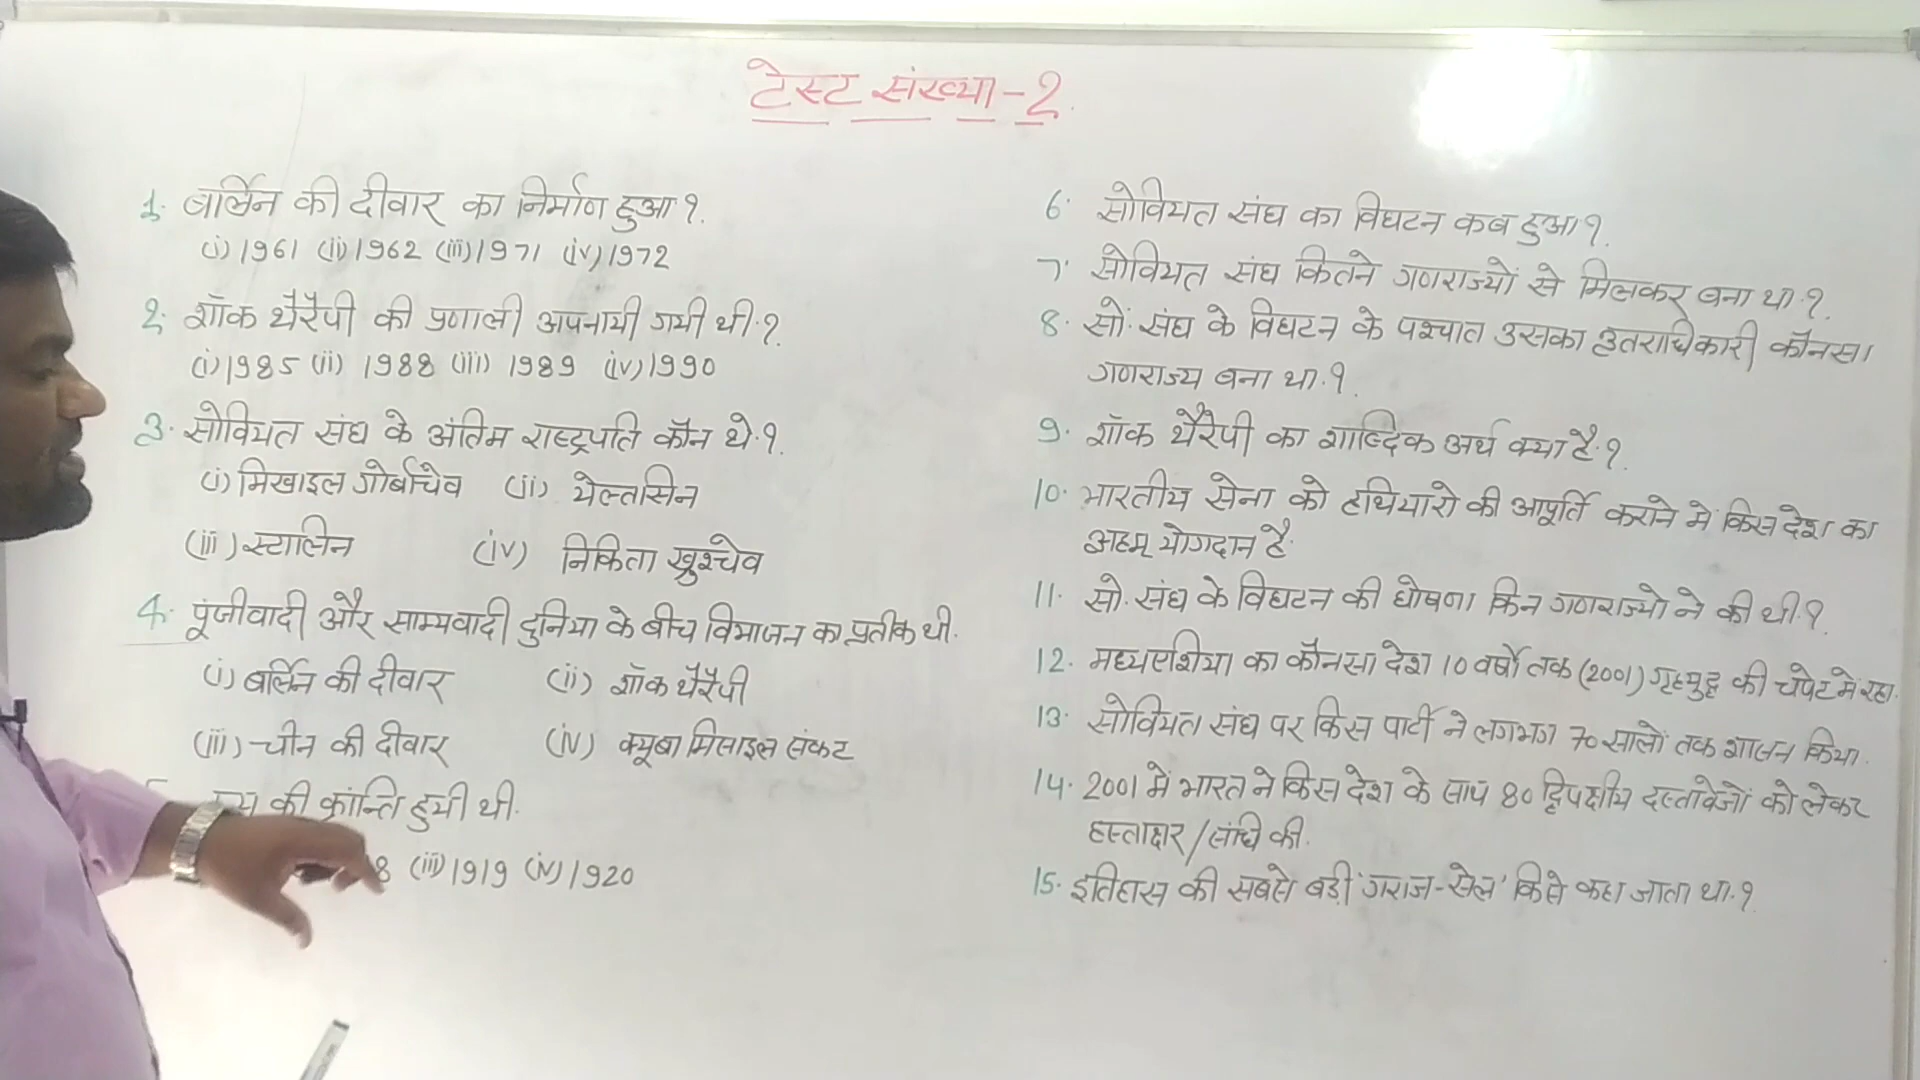 टेस्ट संख्या-2.
1. बर्लिन की दीवार का निर्माण हुआ?.
(i) 1961 (ii) 1962 (iii) 1971 (iv) 1972
2. शॉक थैरेपी की प्रणाली अपनायी गयी थी.?
(i) 1985 (ii) 1988 (iii) 1989 (iv) 1990
3. सोवियत संघ के अंतिम राष्ट्रपति कौन थे.?
(i) मिखाइल गोर्बाचेव (ii) येल्तसिन
(iii) स्टालिन (iv) निकिता ख्रुश्चेव
4. पूंजीवादी और साम्यवादी दुनिया के बीच विभाजन का प्रतीक थी.
(i) बर्लिन की दीवार (ii) शॉक थैरेपी
(iii) चीन की दीवार (iv) क्यूबा मिसाइल संकट
की क्रांन्ति हुयी थी.
8 (iii) 1919 (iv) 1920
6. सोवियत संघ का विघटन कब हुआ?.
7. सोवियत संघ कितने गणराज्यों से मिलकर बना था.?
8. सों. संघ के विघटन के पश्चात उसका उतराधिकारी कौनसा
गणराज्य बना था.?
9. शॉक थैरेपी का शाब्दिक अर्थ क्या है.?
10. भारतीय सेना को हथियारो की आपूर्ति कराने में किस देश का
अहम् योगदान है.
11. सो. संघ के विघटन की घोषणा किन गणराज्यो ने की थी.?
12. मध्यएशिया का कौनसा देश 10 वर्षों तक (2001) गृहयुद्ध की चपेट में रहा.
13. सोवियत संघ पर किस पार्टी ने लगभग 70 सालों तक शासन किया.
14. 2001 में भारत ने किस देश के साथ 80 द्विपक्षीय दस्तावेजों को लेकर
हस्ताक्षर/संधि की.
15. इतिहास की सबसे बड़ी 'गराज-सेल' किसे कहा जाता था.?